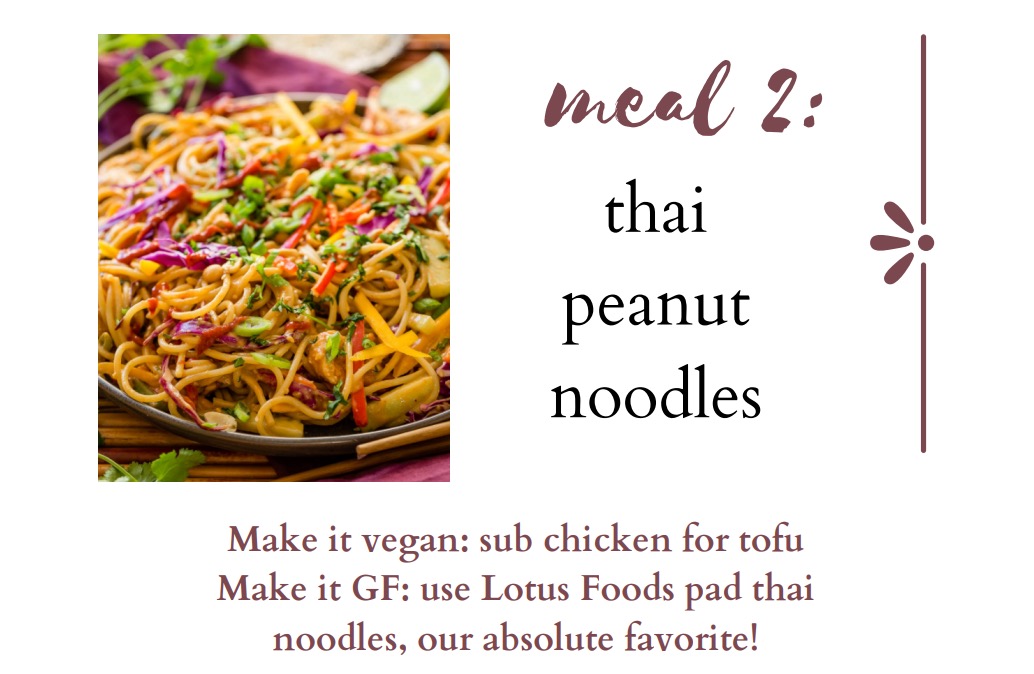 meal 2:
thai
peanut
noodles
Make it vegan: sub chicken for tofu
Make it GF: use Lotus Foods pad thai
noodles, our absolute favorite!